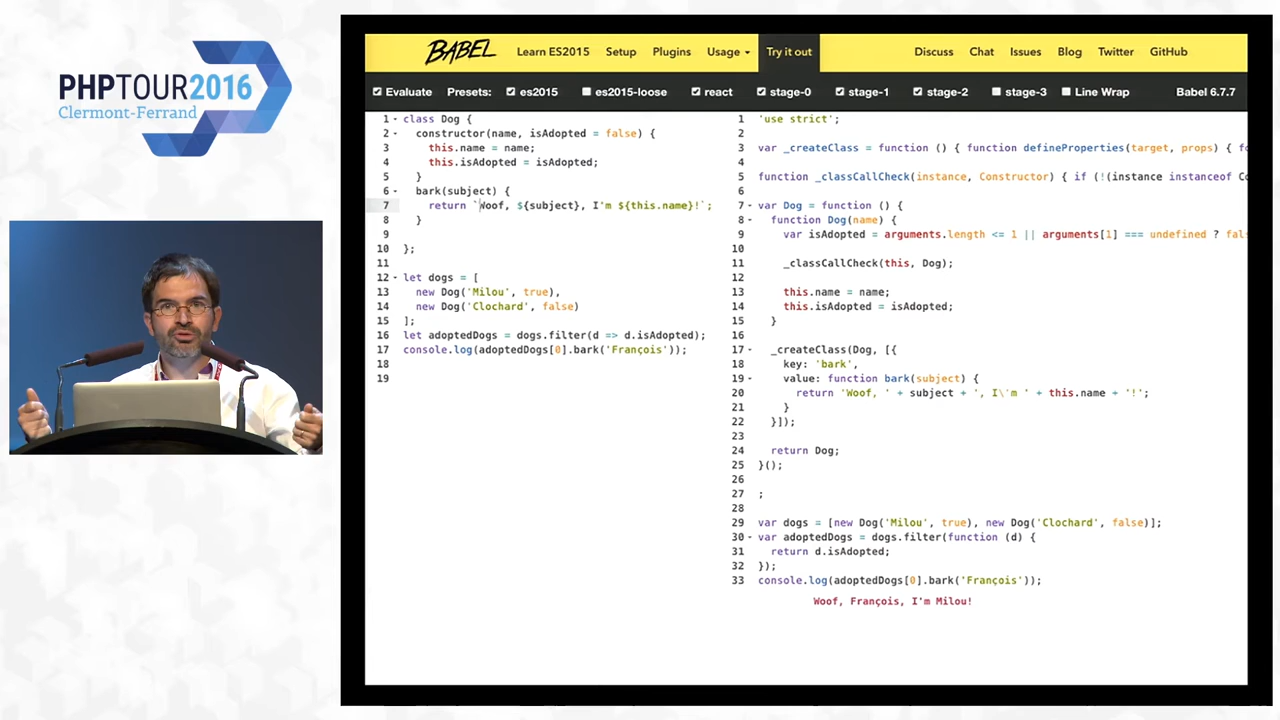 PHPTOUR2016
Clermont-Ferrand
BABEL Learn ES2015 Setup Plugins Usage Try it out Discuss Chat Issues Blog Twitter GitHub
Evaluate Presets: es2015 es2015-loose react stage-0 stage-1 stage-2 stage-3 Line Wrap Babel 6.7.7
1 class Dog {
2 constructor(name, isAdopted = false) {
3 this.name = name;
4 this.isAdopted = isAdopted;
5 }
6 bark(subject) {
7 return `Woof, ${subject}, I'm ${this.name}!`;
8 }
9
10 };
11
12 let dogs = [
13 new Dog('Milou', true),
14 new Dog('Clochard', false)
15 ];
16 let adoptedDogs = dogs.filter(d => d.isAdopted);
17 console.log(adoptedDogs[0].bark('François'));
18
19
1 'use strict';
2
3 var _createClass = function () { function defineProperties(target, props) { fo
4
5 function _classCallCheck(instance, Constructor) { if (!(instance instanceof Co
6
7 var Dog = function () {
8 function Dog(name) {
9 var isAdopted = arguments.length <= 1 || arguments[1] === undefined ? fals
10
11 _classCallCheck(this, Dog);
12
13 this.name = name;
14 this.isAdopted = isAdopted;
15 }
16
17 _createClass(Dog, [{
18 key: 'bark',
19 value: function bark(subject) {
20 return 'Woof, ' + subject + ', I\'m ' + this.name + '!';
21 }
22 }]);
23
24 return Dog;
25 }();
26
27 ;
28
29 var dogs = [new Dog('Milou', true), new Dog('Clochard', false)];
30 var adoptedDogs = dogs.filter(function (d) {
31 return d.isAdopted;
32 });
33 console.log(adoptedDogs[0].bark('François'));
Woof, François, I'm Milou!